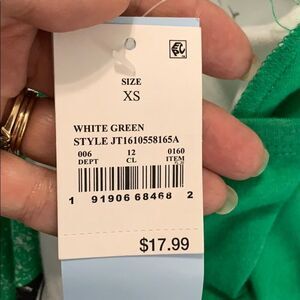 SIZE
XS
WHITE GREEN
STYLE JT1610558165A
006 12 0160
DEPT CL ITEM
1 91906 68468 2
$17.99